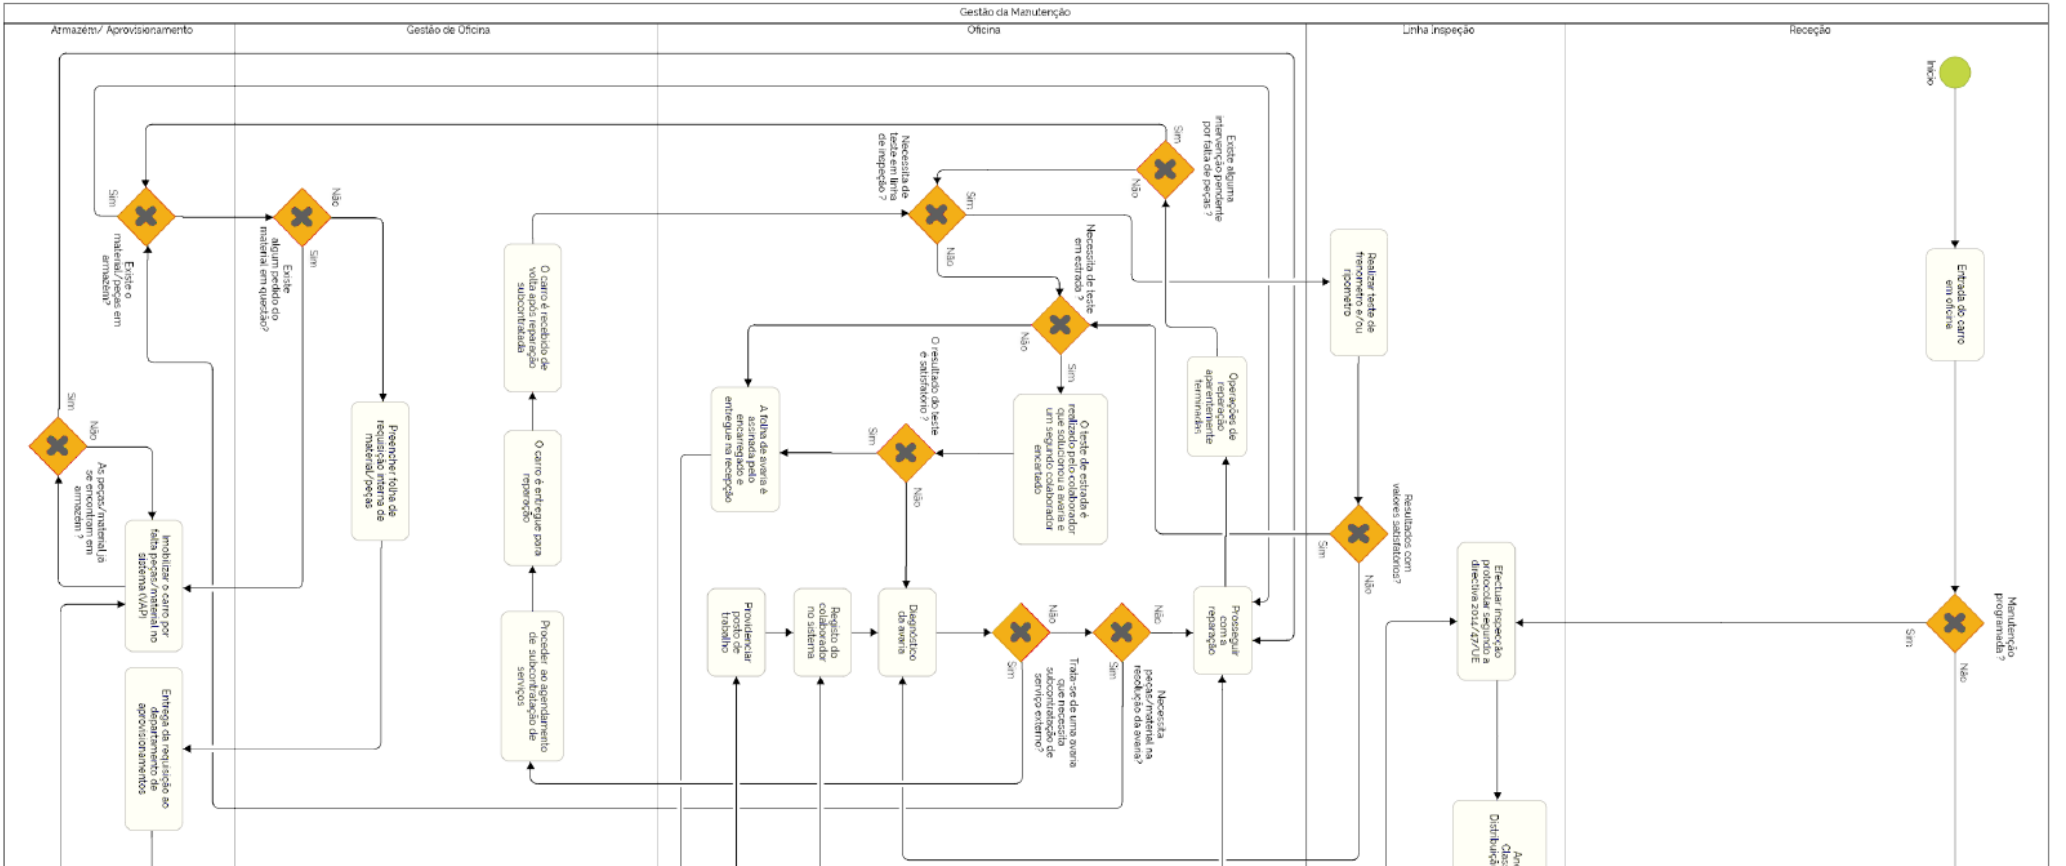 Gestão da Manutenção
Armazém/ Aprovisionamento
Gestão de Oficina
Oficina
Linha Inspeção
Receção
Início
Entrada do carro
em oficina
Manutenção
programada ?
Sim
Não
Efectuar inspecção
protocolar segundo a
directiva 2014/47/UE
Distribuiçã
Realizar teste de
frenometro e/ou
ripometro
Resultados com
valores satisfatórios?
Sim
Não
Existe alguma
intervenção pendente
por falta de peças ?
Sim
Não
Operações de
reparação
aparentemente
terminadas
Prosseguir
com a
reparação
Necessita
peças/material na
resolução da avaria?
Não
Sim
Trata-se de uma avaria
que necessita
subcontratação de
serviço externo?
Não
Sim
Necessita de teste
em estrada ?
Não
Sim
O teste de estrada é
realizado pelo colaborador
que solucionou a avaria e
um segundo colaborador
encartado
Necessita de
teste em linha
de inspeção ?
Sim
Não
O resultado do teste
é satisfatório ?
Sim
Não
Diagnóstico
da avaria
Registo do
colaborador
no sistema
Providenciar
posto de
trabalho
A folha de avaria é
assinada pelo
encarregado e
entregue na recepção
O carro é recebido de
volta após reparação
subcontratada
O carro é entregue para
reparação
Proceder ao agendamento
de subcontratação de
serviços
Preencher folha de
requisição interna de
material/peças
Existe
algum pedido do
material em questão?
Não
Sim
Existe o
material/peças em
armazém?
Sim
As peças/material já
se encontram em
armazém ?
Sim
Não
Imobilizar o carro por
falta peças/material no
sistema (VAP)
Entrega da requisição ao
departamento de
aprovisionamentos